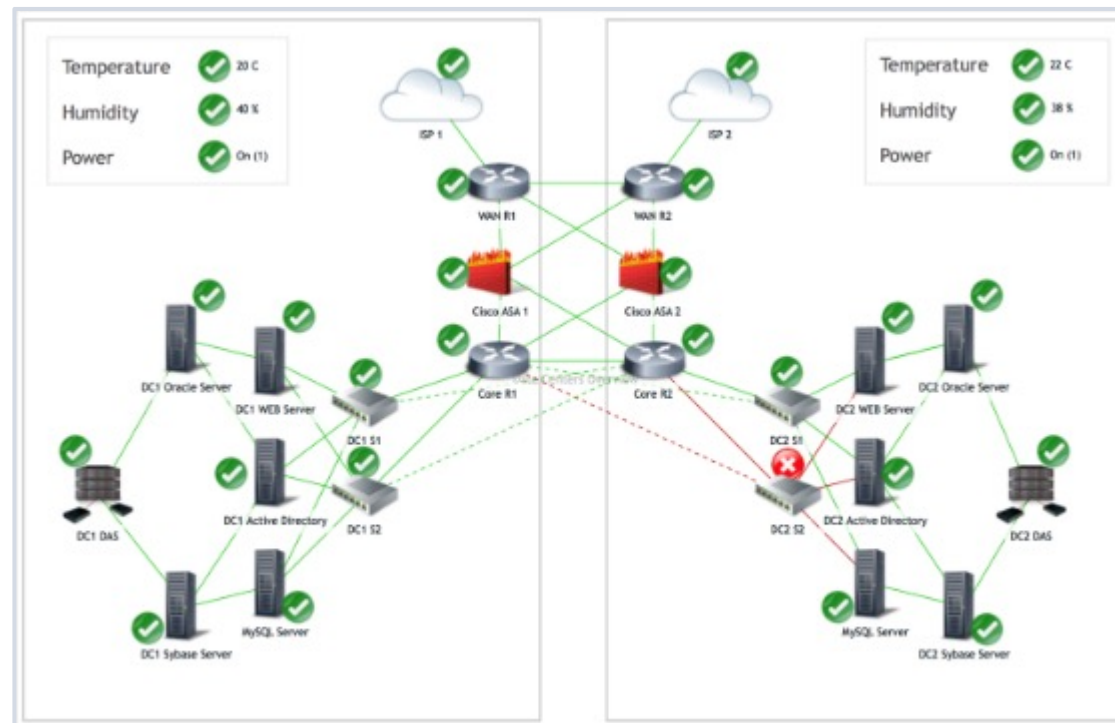 Temperature 20 C
Humidity 40 %
Power On (1)
Temperature 22 C
Humidity 38 %
Power On (1)
ISP 1
ISP 2
WAN R1
WAN R2
Cisco ASA 1
Cisco ASA 2
Core R1
Core R2
DC1 Oracle Server
DC1 WEB Server
DC1 S1
DC1 Active Directory
DC1 S2
DC1 DAS
MySQL Server
DC1 Sybase Server
DC2 Oracle Server
DC2 WEB Server
DC2 S1
DC2 Active Directory
DC2 S2
DC2 DAS
MySQL Server
DC2 Sybase Server